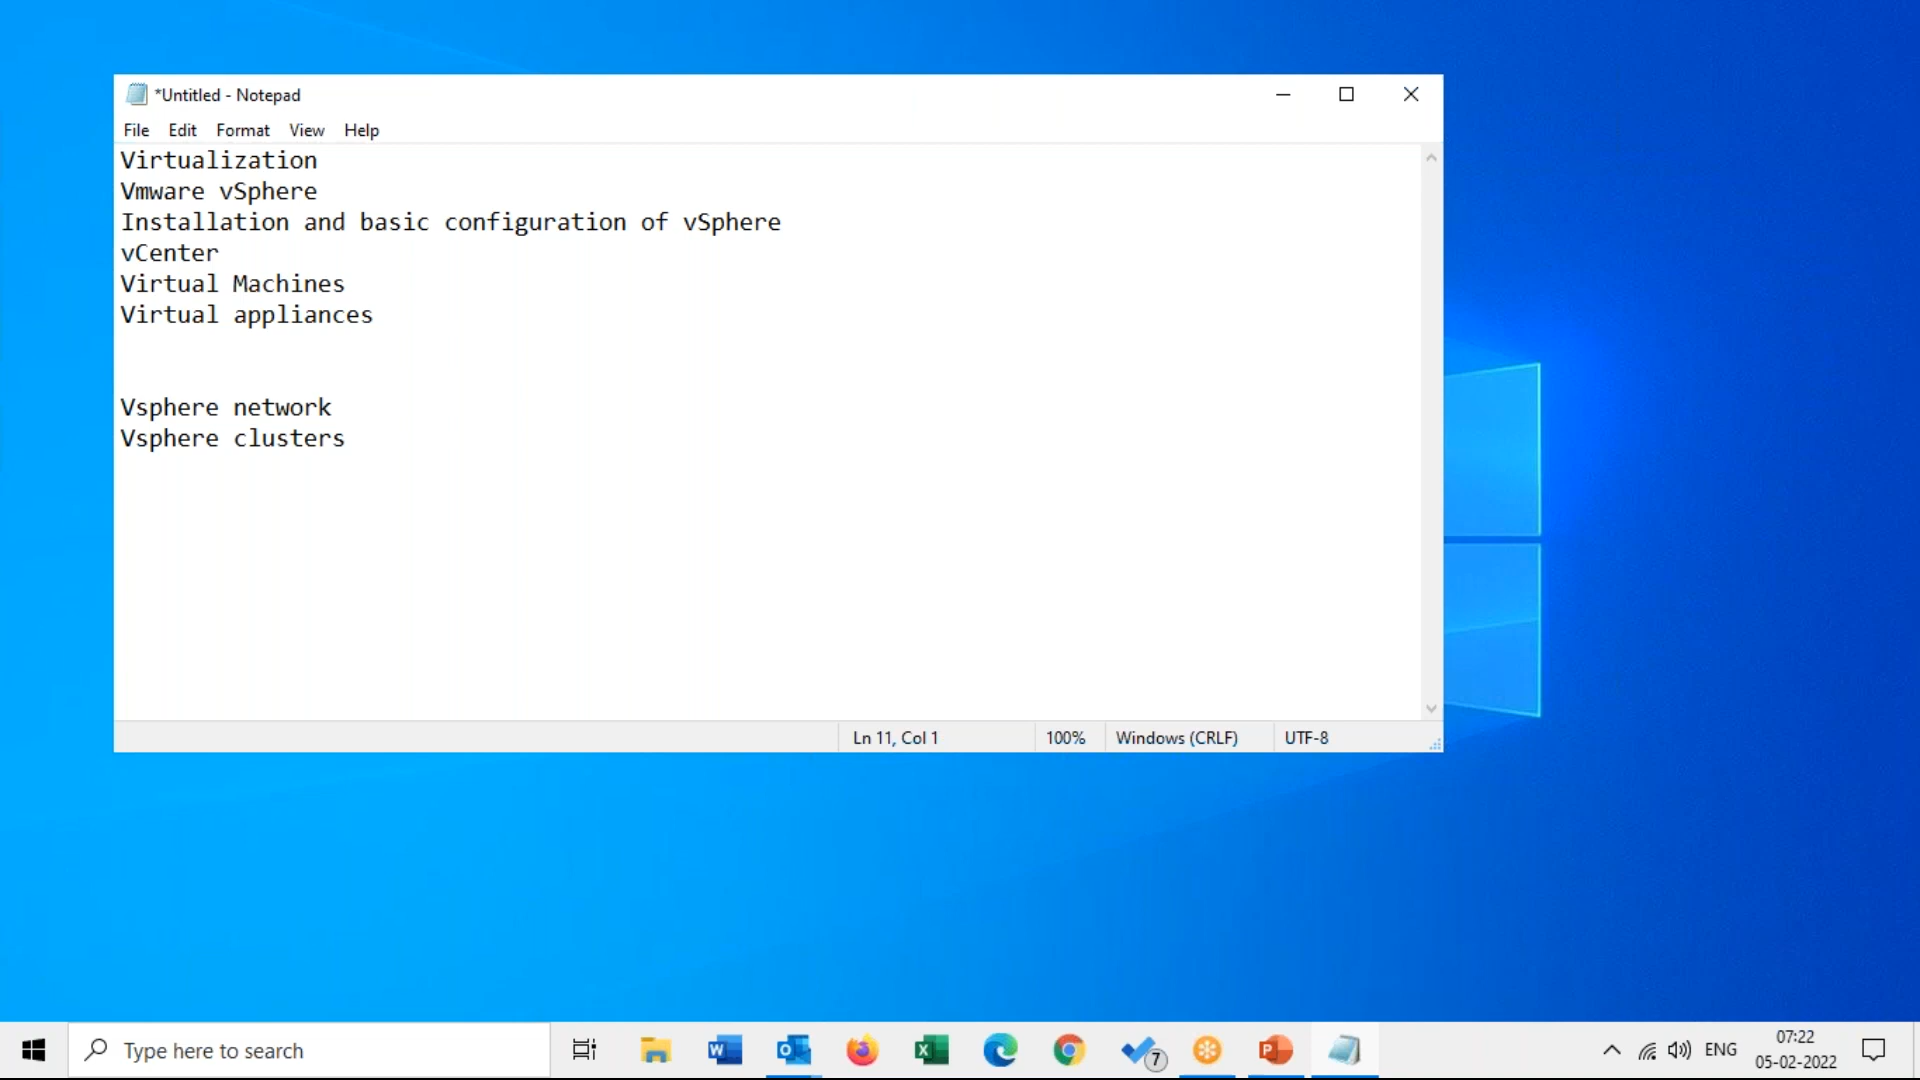 *Untitled - Notepad
File Edit Format View Help
Virtualization
Vmware vSphere
Installation and basic configuration of vSphere
vCenter
Virtual Machines
Virtual appliances
Vsphere network
Vsphere clusters
Ln 11, Col 1 100% Windows (CRLF) UTF-8
Type here to search
7
ENG
07:22
05-02-2022